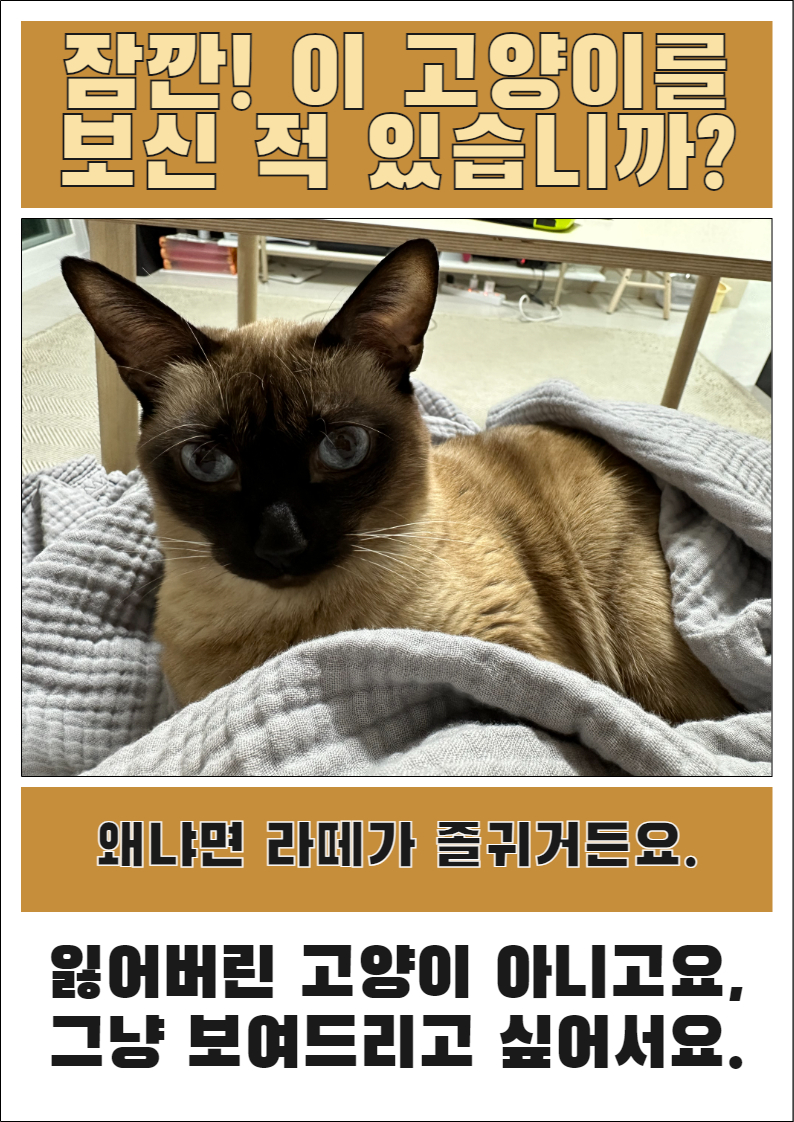 잠깐! 이 고양이를
보신 적 있습니까?
왜냐면 라떼가 졸귀거든요.
잃어버린 고양이 아니고요,
그냥 보여드리고 싶어서요.